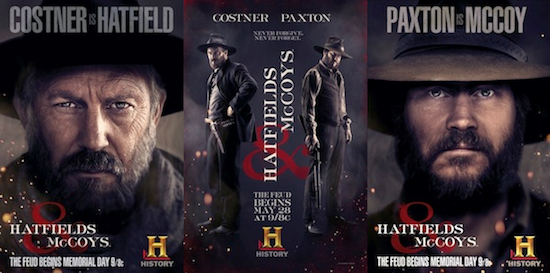 COSTNER IS HATFIELD
&
HATFIELDS
McCOYS
THE FEUD BEGINS MEMORIAL DAY 9/8c
H
HISTORY
COSTNER PAXTON
NEVER FORGIVE.
NEVER FORGET.
HATFIELDS
& McCOYS
THE FEUD
BEGINS
MAY 28
AT 9/8C
H
HISTORY
PAXTON IS MCCOY
&
HATFIELDS
McCOYS
THE FEUD BEGINS MEMORIAL DAY 9/8c
H
HISTORY